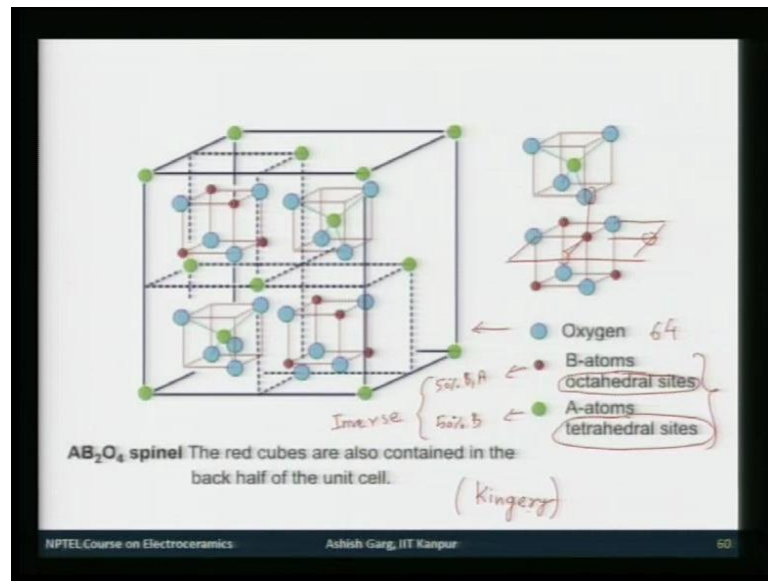 Oxygen 64
B-atoms
50% B, A octahedral sites
A-atoms
Inverse 50% B tetrahedral sites
AB₂O₄ spinel The red cubes are also contained in the
back half of the unit cell.
(Kingery)
NPTEL Course on Electroceramics Ashish Garg, IIT Kanpur 60